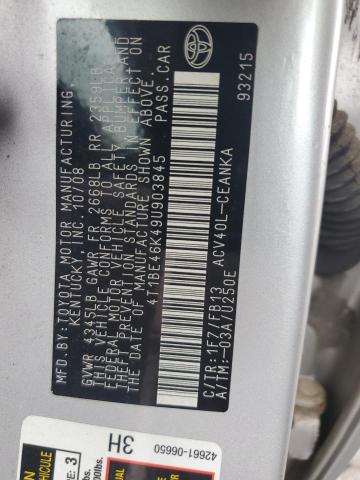 MFD. BY: TOYOTA MOTOR MANUFACTURING
KENTUCKY, INC. 10/08
GVWR 4345LB GAWR FR 2668LB RR 2359LB
THIS VEHICLE CONFORMS TO ALL APPLICABLE
FEDERAL MOTOR VEHICLE SAFETY, BUMPER, AND
THEFT PREVENTION STANDARDS IN EFFECT ON
THE DATE OF MANUFACTURE SHOWN ABOVE.
4T1BE46K49U903845 PASS. CAR
C/TR:1F7/FB13 ACV40L-CEANKA
A/TM:-03A/U250E
93215
TOYOTA
3H
42661-06650